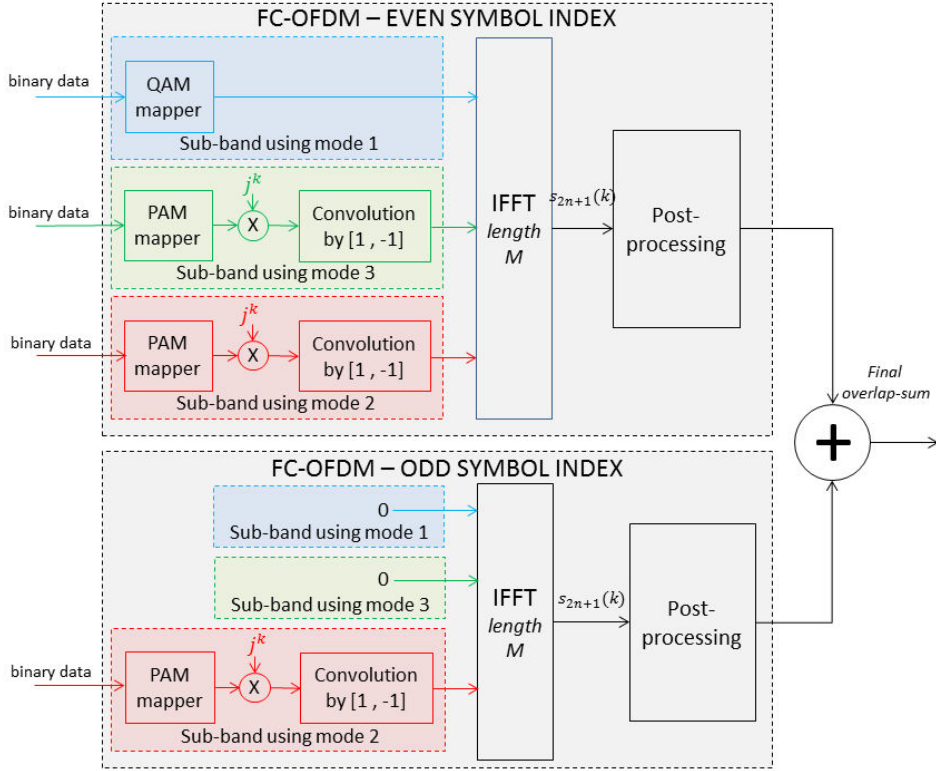 FC-OFDM – EVEN SYMBOL INDEX
binary data
QAM
mapper
Sub-band using mode 1
binary data
PAM
mapper
j^k
X
Convolution
by [1 , -1]
Sub-band using mode 3
binary data
PAM
mapper
j^k
X
Convolution
by [1 , -1]
Sub-band using mode 2
IFFT
length
M
s_{2n+1}(k)
Post-
processing
Final
overlap-sum
+
FC-OFDM – ODD SYMBOL INDEX
0
Sub-band using mode 1
0
Sub-band using mode 3
binary data
PAM
mapper
j^k
X
Convolution
by [1 , -1]
Sub-band using mode 2
IFFT
length
M
s_{2n+1}(k)
Post-
processing